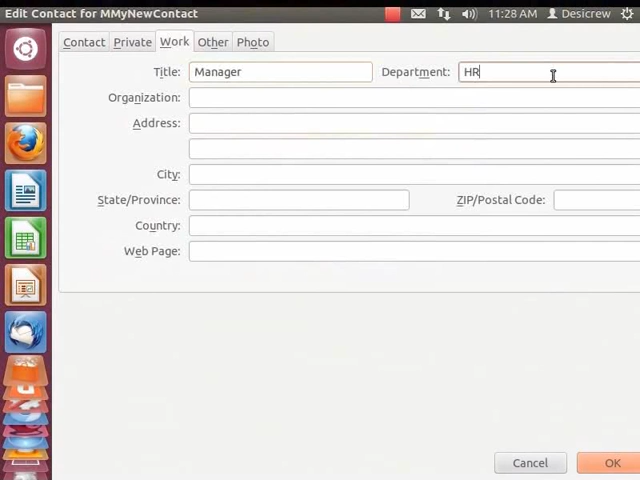 Edit Contact for MMyNewContact 11:28 AM Desicrew
Contact Private Work Other Photo
Title: Manager Department: HR
Organization:
Address:
City:
State/Province: ZIP/Postal Code:
Country:
Web Page:
Cancel OK